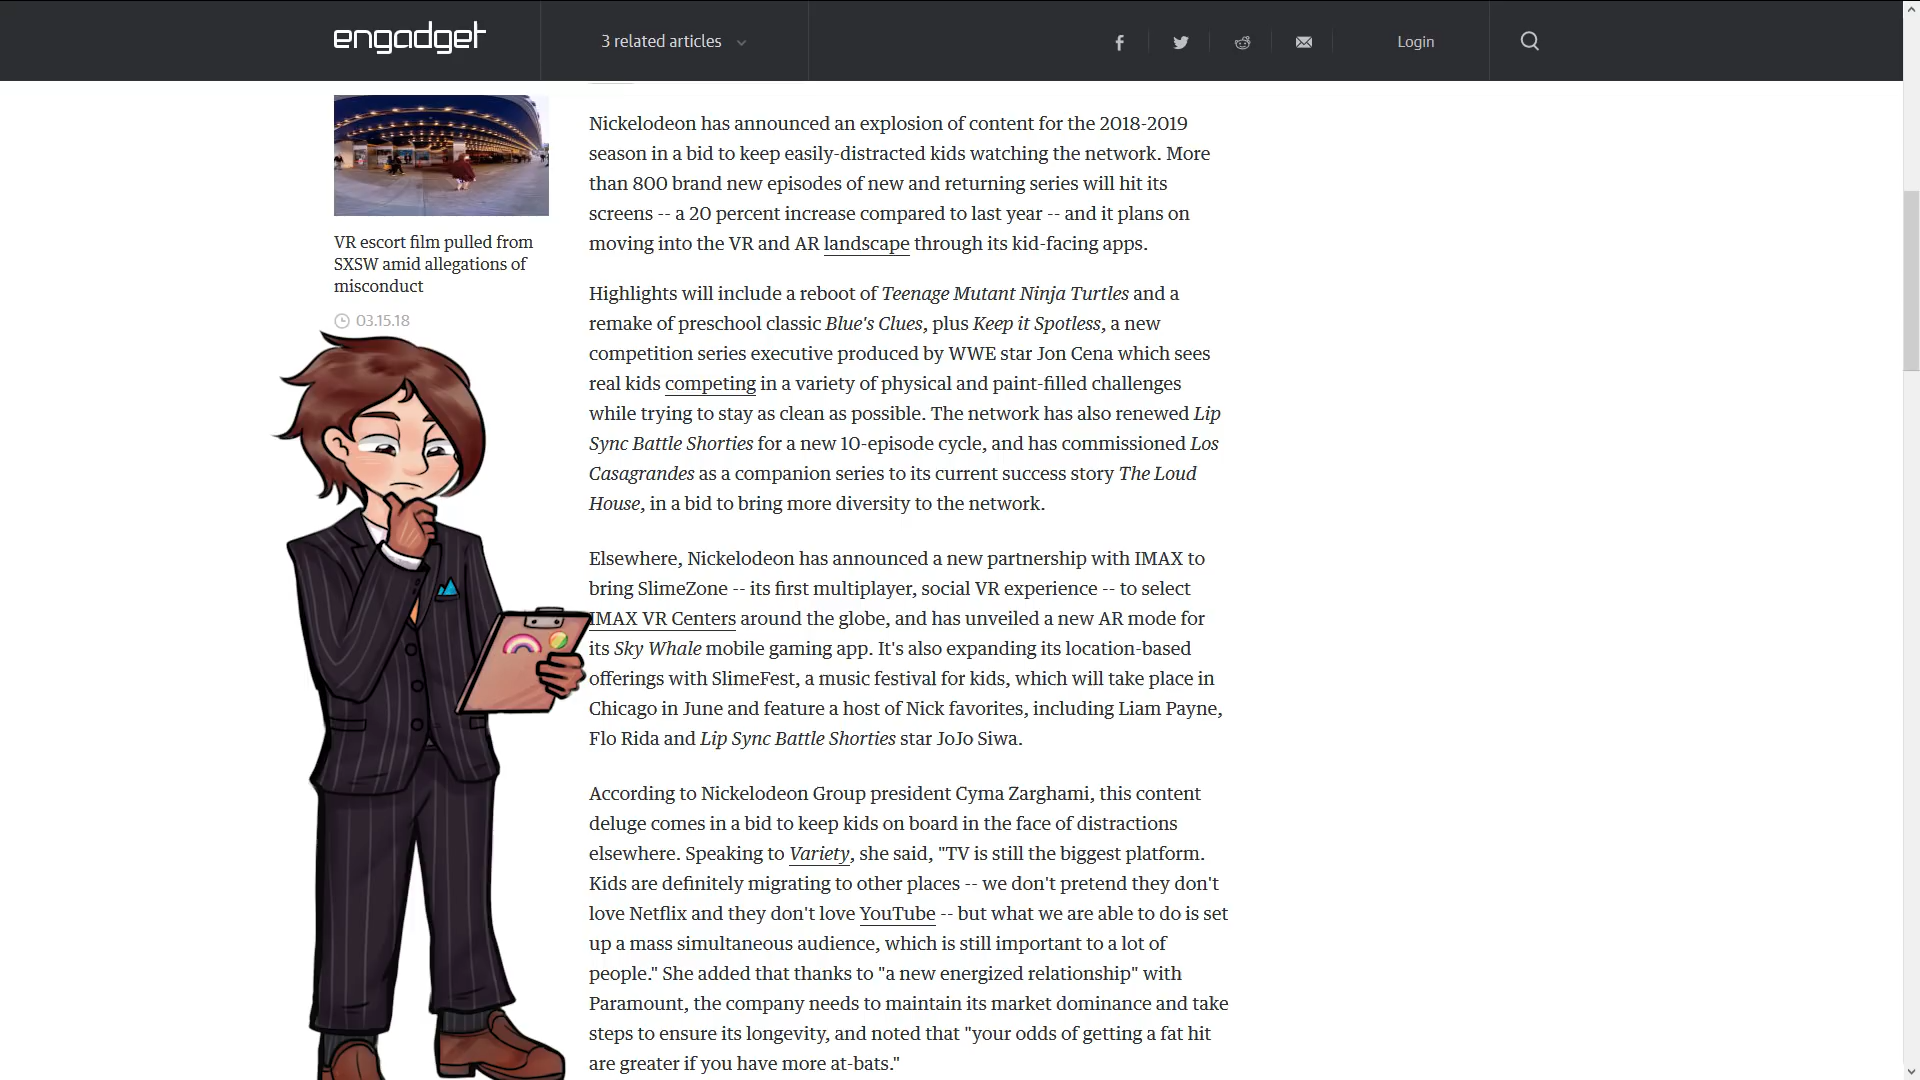 engadget
3 related articles
Login
VR escort film pulled from
SXSW amid allegations of
misconduct
03.15.18
Nickelodeon has announced an explosion of content for the 2018-2019
season in a bid to keep easily-distracted kids watching the network. More
than 800 brand new episodes of new and returning series will hit its
screens -- a 20 percent increase compared to last year -- and it plans on
moving into the VR and AR landscape through its kid-facing apps.
Highlights will include a reboot of Teenage Mutant Ninja Turtles and a
remake of preschool classic Blue's Clues, plus Keep it Spotless, a new
competition series executive produced by WWE star Jon Cena which sees
real kids competing in a variety of physical and paint-filled challenges
while trying to stay as clean as possible. The network has also renewed Lip
Sync Battle Shorties for a new 10-episode cycle, and has commissioned Los
Casagrandes as a companion series to its current success story The Loud
House, in a bid to bring more diversity to the network.
Elsewhere, Nickelodeon has announced a new partnership with IMAX to
bring SlimeZone -- its first multiplayer, social VR experience -- to select
IMAX VR Centers around the globe, and has unveiled a new AR mode for
its Sky Whale mobile gaming app. It's also expanding its location-based
offerings with SlimeFest, a music festival for kids, which will take place in
Chicago in June and feature a host of Nick favorites, including Liam Payne,
Flo Rida and Lip Sync Battle Shorties star JoJo Siwa.
According to Nickelodeon Group president Cyma Zarghami, this content
deluge comes in a bid to keep kids on board in the face of distractions
elsewhere. Speaking to Variety, she said, "TV is still the biggest platform.
Kids are definitely migrating to other places -- we don't pretend they don't
love Netflix and they don't love YouTube -- but what we are able to do is set
up a mass simultaneous audience, which is still important to a lot of
people." She added that thanks to "a new energized relationship" with
Paramount, the company needs to maintain its market dominance and take
steps to ensure its longevity, and noted that "your odds of getting a fat hit
are greater if you have more at-bats."